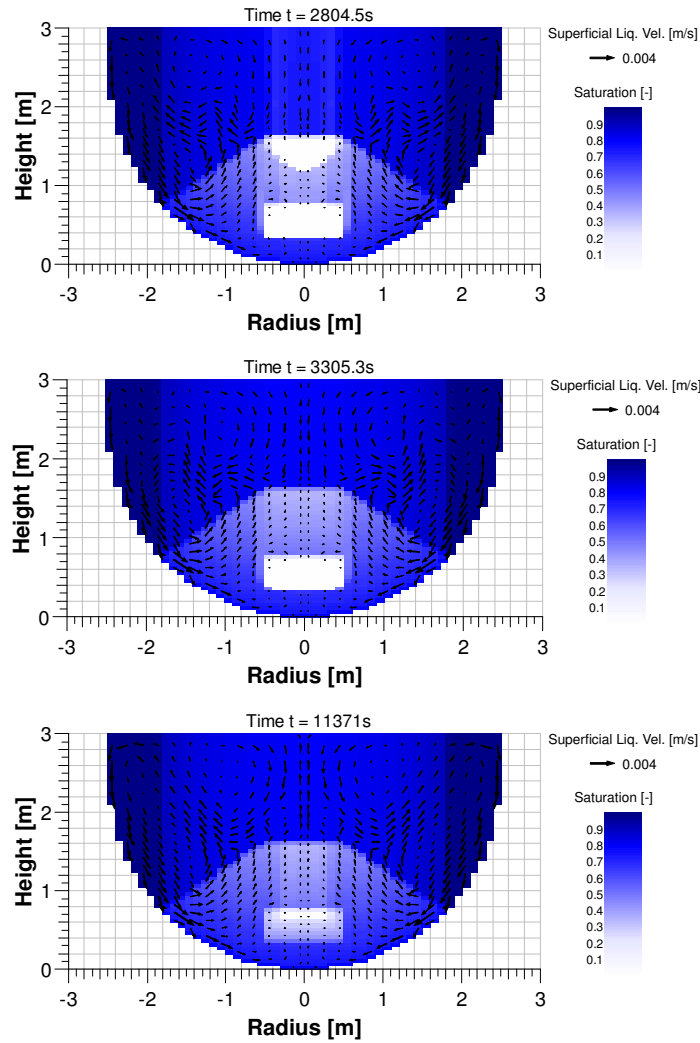 Time t = 2804.5s
Superficial Liq. Vel. [m/s]
0.004
Saturation [-]
0.9
0.8
0.7
0.6
0.5
0.4
0.3
0.2
0.1
Height [m]
3
2
1
0
-3 -2 -1 0 1 2 3
Radius [m]
Time t = 3305.3s
Superficial Liq. Vel. [m/s]
0.004
Saturation [-]
0.9
0.8
0.7
0.6
0.5
0.4
0.3
0.2
0.1
Height [m]
3
2
1
0
-3 -2 -1 0 1 2 3
Radius [m]
Time t = 11371s
Superficial Liq. Vel. [m/s]
0.004
Saturation [-]
0.9
0.8
0.7
0.6
0.5
0.4
0.3
0.2
0.1
Height [m]
3
2
1
0
-3 -2 -1 0 1 2 3
Radius [m]